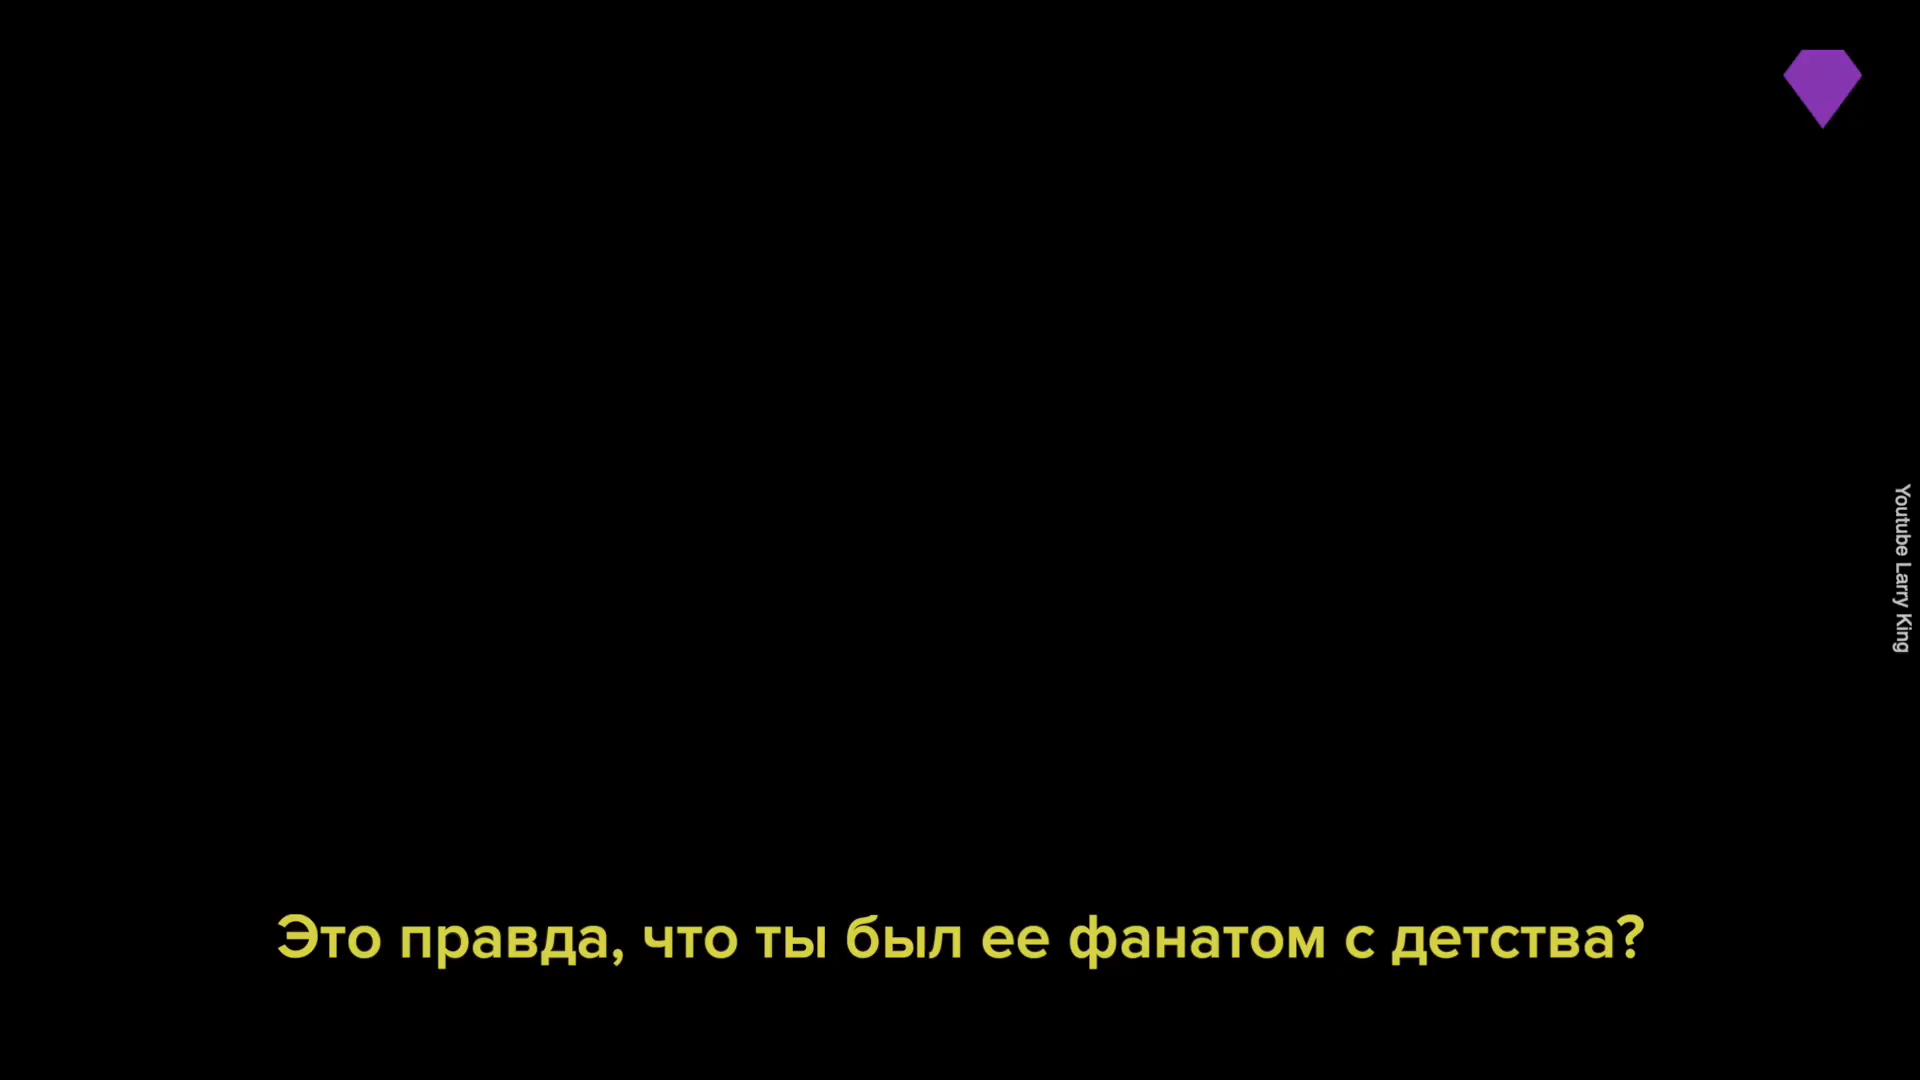 Youtube Larry King
Это правда, что ты был ее фанатом с детства?